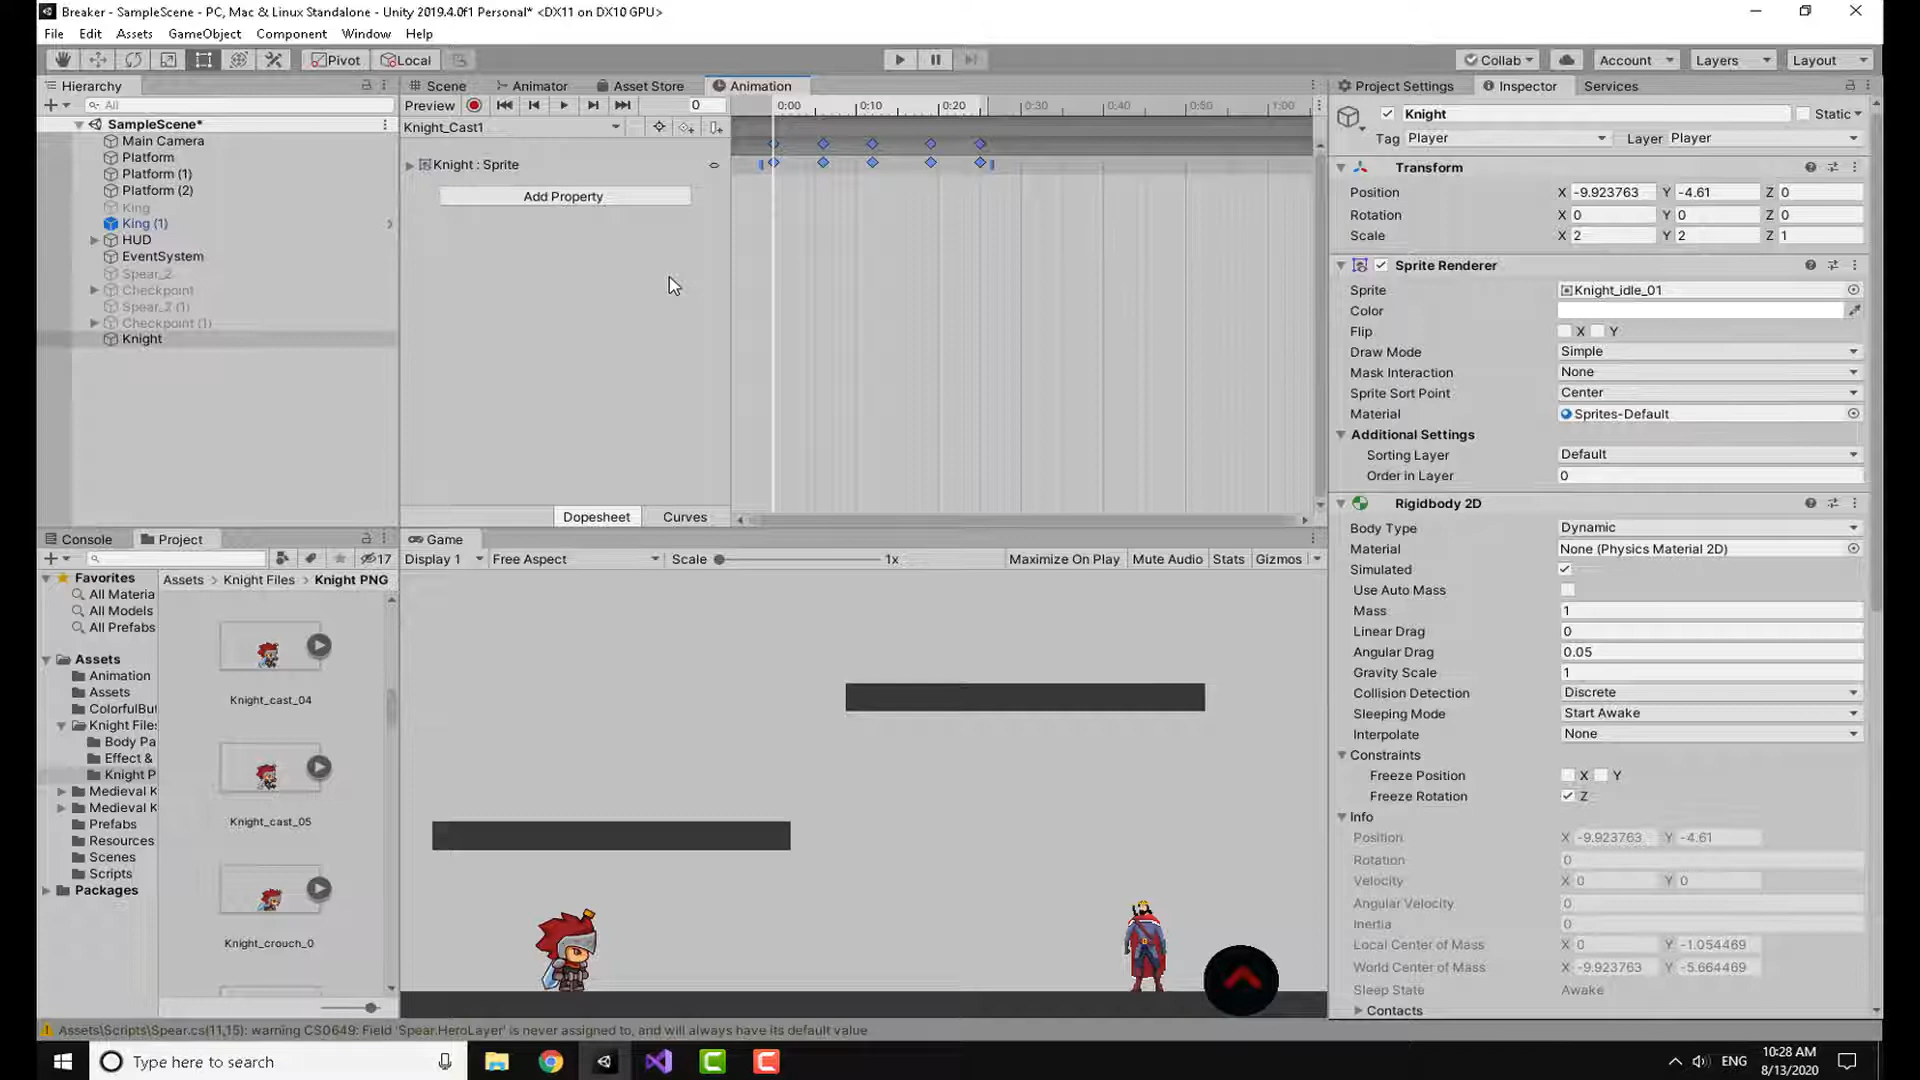 Breaker - SampleScene - PC, Mac & Linux Standalone - Unity 2019.4.0f1 Personal* <DX11 on DX10 GPU>
File Edit Assets GameObject Component Window Help
Pivot Local Collab Account Layers Layout
Hierarchy
All
SampleScene*
Main Camera
Platform
Platform (1)
Platform (2)
King
King (1)
HUD
EventSystem
Spear_2
Checkpoint
Spear_2 (1)
Checkpoint (1)
Knight
Scene Animator Asset Store Animation
Preview 0 0:00 0:10 0:20 0:30 0:40 0:50 1:00
Knight_Cast1
Knight : Sprite
Add Property
Dopesheet Curves
Project Settings Inspector Services
Knight Static
Tag Player Layer Player
Transform
Position X -9.923763 Y -4.61 Z 0
Rotation X 0 Y 0 Z 0
Scale X 2 Y 2 Z 1
Sprite Renderer
Sprite Knight_idle_01
Color
Flip X Y
Draw Mode Simple
Mask Interaction None
Sprite Sort Point Center
Material Sprites-Default
Additional Settings
Sorting Layer Default
Order in Layer 0
Rigidbody 2D
Body Type Dynamic
Material None (Physics Material 2D)
Simulated
Use Auto Mass
Mass 1
Linear Drag 0
Angular Drag 0.05
Gravity Scale 1
Collision Detection Discrete
Sleeping Mode Start Awake
Interpolate None
Constraints
Freeze Position X Y
Freeze Rotation Z
Info
Position X -9.923763 Y -4.61
Rotation 0
Velocity X 0 Y 0
Angular Velocity 0
Inertia 0
Local Center of Mass X 0 Y -1.054469
World Center of Mass X -9.923763 Y -5.664469
Sleep State Awake
Contacts
Console Project
17
Favorites
All Materia
All Models
All Prefabs
Assets
Animation
Assets
ColorfulBut
Knight Files
Body Pa
Effect &
Knight P
Medieval K
Medieval K
Prefabs
Resources
Scenes
Scripts
Packages
Assets > Knight Files > Knight PNG
Knight_cast_04
Knight_cast_05
Knight_crouch_0
Game
Display 1 Free Aspect Scale 1x Maximize On Play Mute Audio Stats Gizmos
Assets\Scripts\Spear.cs(11,15): warning CS0649: Field 'Spear.HeroLayer' is never assigned to, and will always have its default value
Type here to search
ENG
10:28 AM
8/13/2020